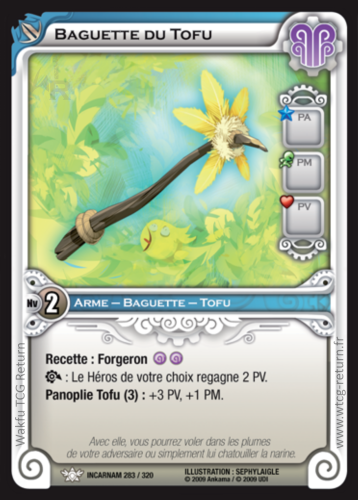 BAGUETTE DU TOFU
PA
PM
PV
Nv 2
ARME – BAGUETTE – TOFU
Recette : Forgeron
: Le Héros de votre choix regagne 2 PV.
Panoplie Tofu (3) : +3 PV, +1 PM.
Avec elle, vous pourrez voler dans les plumes
de votre adversaire ou simplement lui chatouiller la narine.
INCARNAM 283 / 320
ILLUSTRATION : SEPHYLAIGLE
© 2009 Ankama / © 2009 UDI
Wakfu TCG Return
www.wtcg-return.fr